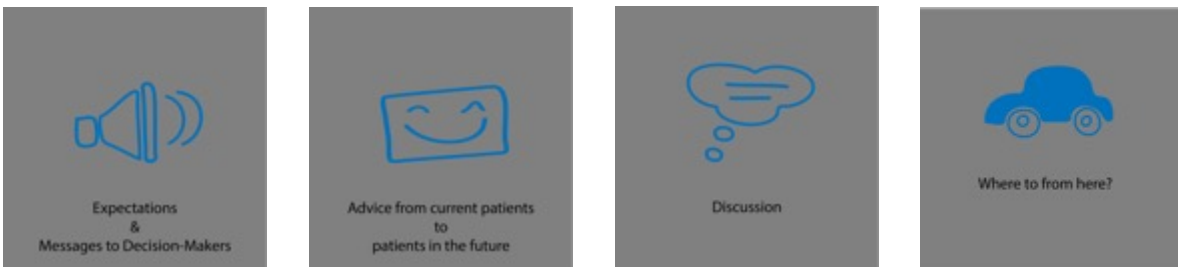 Expectations
&
Messages to Decision-Makers
Advice from current patients
to
patients in the future
Discussion
Where to from here?